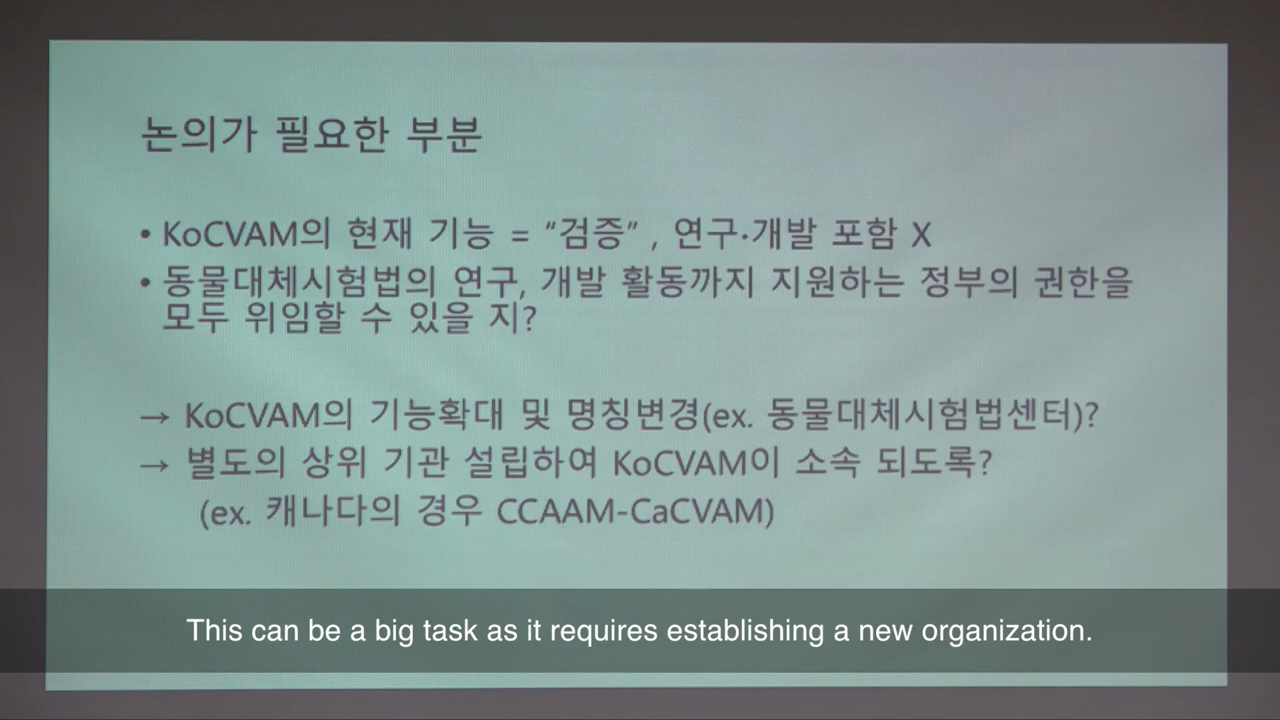 논의가 필요한 부분
• KoCVAM의 현재 기능 = “검증” , 연구·개발 포함 X
• 동물대체시험법의 연구, 개발 활동까지 지원하는 정부의 권한을
모두 위임할 수 있을 지?
→ KoCVAM의 기능확대 및 명칭변경(ex. 동물대체시험법센터)?
→ 별도의 상위 기관 설립하여 KoCVAM이 소속 되도록?
(ex. 캐나다의 경우 CCAAM-CaCVAM)
This can be a big task as it requires establishing a new organization.